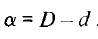 α = D – d .